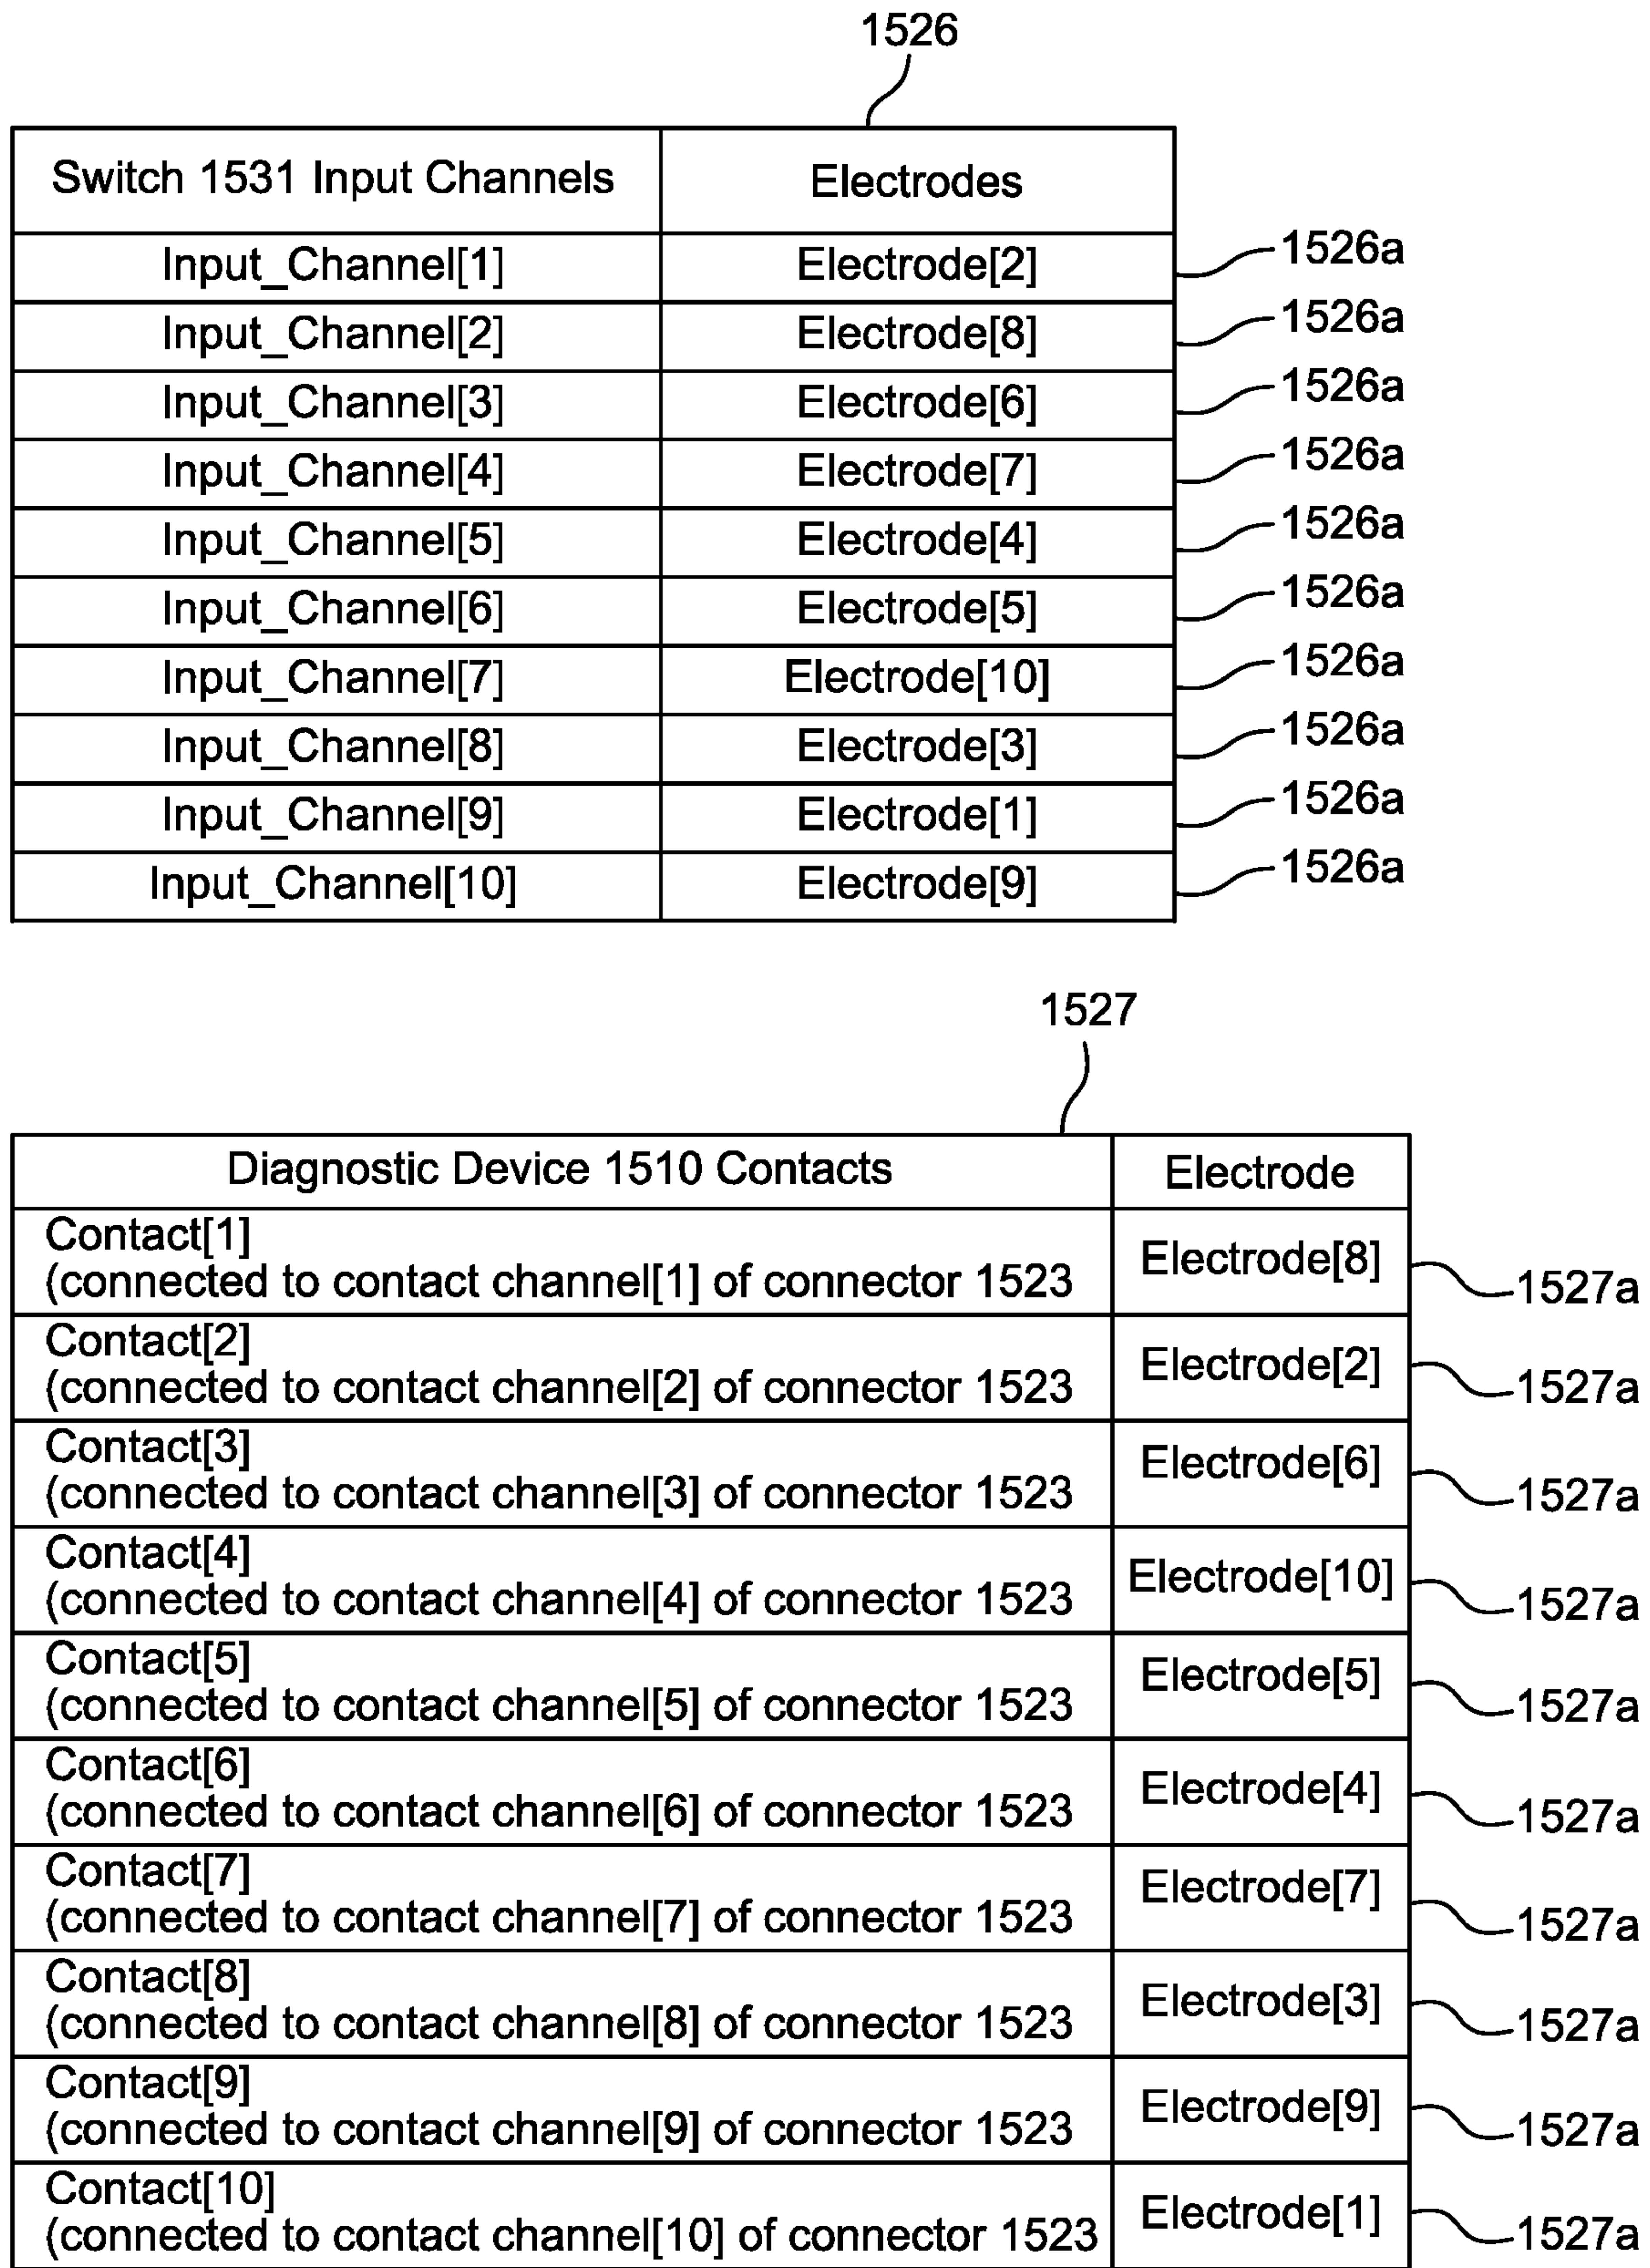 1526
Switch 1531 Input Channels Electrodes
Input_Channel[1] Electrode[2] 1526a
Input_Channel[2] Electrode[8] 1526a
Input_Channel[3] Electrode[6] 1526a
Input_Channel[4] Electrode[7] 1526a
Input_Channel[5] Electrode[4] 1526a
Input_Channel[6] Electrode[5] 1526a
Input_Channel[7] Electrode[10] 1526a
Input_Channel[8] Electrode[3] 1526a
Input_Channel[9] Electrode[1] 1526a
Input_Channel[10] Electrode[9] 1526a
1527
Diagnostic Device 1510 Contacts Electrode
Contact[1]
(connected to contact channel[1] of connector 1523 Electrode[8] 1527a
Contact[2]
(connected to contact channel[2] of connector 1523 Electrode[2] 1527a
Contact[3]
(connected to contact channel[3] of connector 1523 Electrode[6] 1527a
Contact[4]
(connected to contact channel[4] of connector 1523 Electrode[10] 1527a
Contact[5]
(connected to contact channel[5] of connector 1523 Electrode[5] 1527a
Contact[6]
(connected to contact channel[6] of connector 1523 Electrode[4] 1527a
Contact[7]
(connected to contact channel[7] of connector 1523 Electrode[7] 1527a
Contact[8]
(connected to contact channel[8] of connector 1523 Electrode[3] 1527a
Contact[9]
(connected to contact channel[9] of connector 1523 Electrode[9] 1527a
Contact[10]
(connected to contact channel[10] of connector 1523 Electrode[1] 1527a